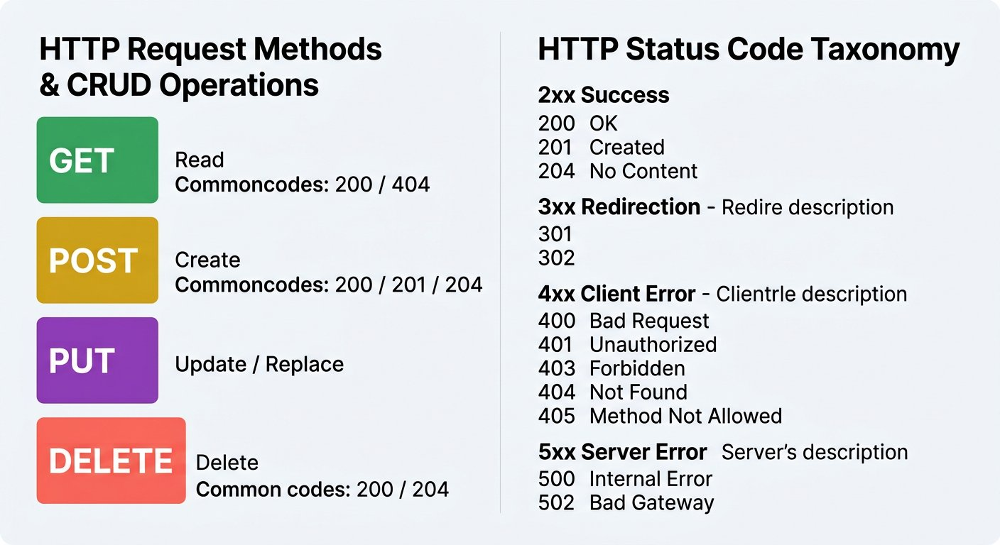 HTTP Request Methods
& CRUD Operations
GET
Read
Commoncodes: 200 / 404
POST
Create
Commoncodes: 200 / 201 / 204
PUT
Update / Replace
DELETE
Delete
Common codes: 200 / 204
HTTP Status Code Taxonomy
2xx Success
200 OK
201 Created
204 No Content
3xx Redirection - Redire description
301
302
4xx Client Error - Clientrle description
400 Bad Request
401 Unauthorized
403 Forbidden
404 Not Found
405 Method Not Allowed
5xx Server Error Server's description
500 Internal Error
502 Bad Gateway